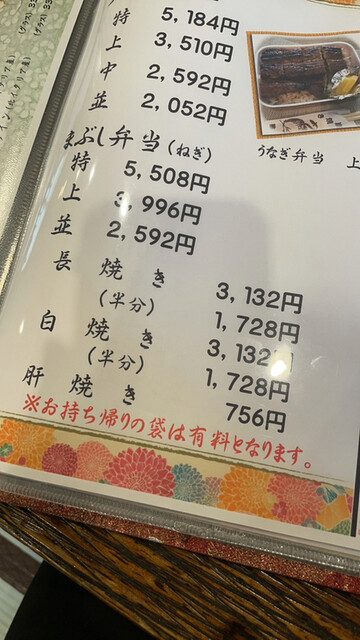 特 5,184円
上 3,510円
中 2,592円
並 2,052円
まぶし弁当(ねぎ)
特 5,508円
上 3,996円
並 2,592円
長焼き 3,132円
(半分) 1,728円
白焼き 3,132円
(半分) 1,728円
肝焼き 756円
※お持ち帰りの袋は有料となります。
うなぎ弁当 上